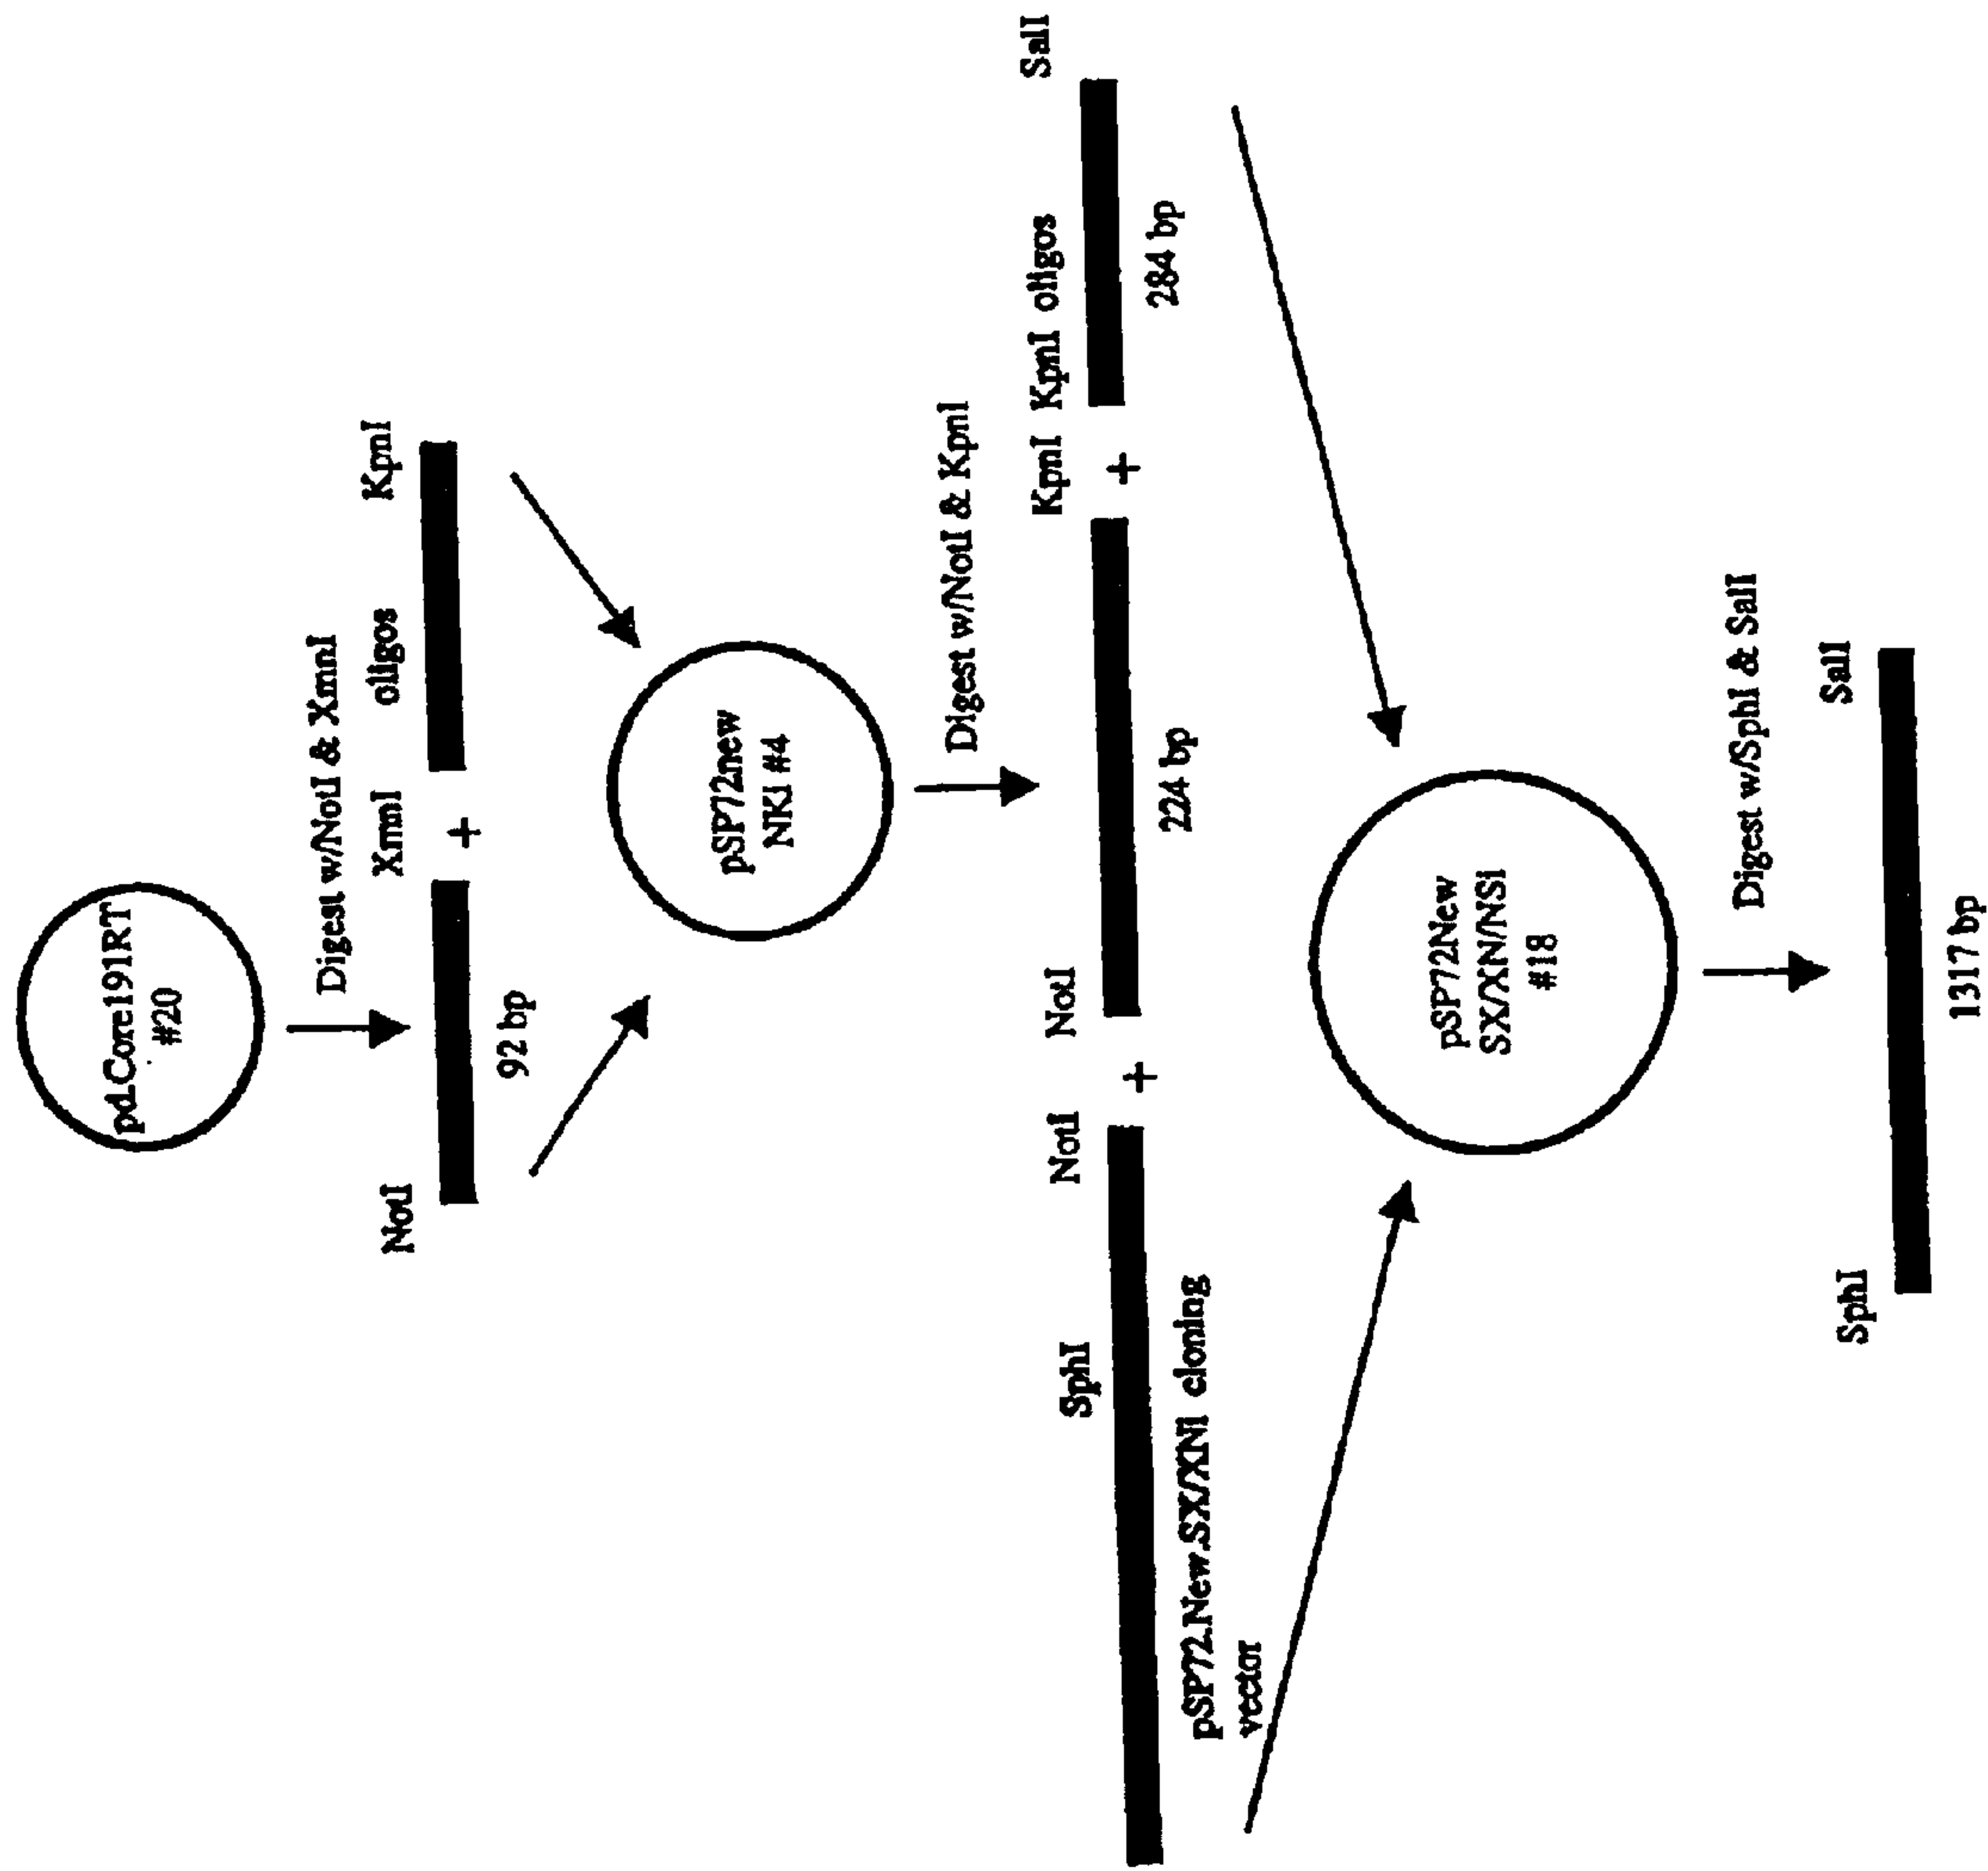 pd.Core191RT
#20
Digest w/NotI & XmnI
NotI
XmnI
oligos
KpnI
+
92 bp
pSP72new
NKi #4
Digest w/NotI & KpnI
SphI
NotI
NotI
KpnI
KpnI
oligos
SalI
+
+
pSP72.New.SX/XNi cloning
vector
224 bp
284 bp
pSP72New
SX/XNi/NSi
#18
Digest w/SphI & SalI
SphI
SalI
1317 bp